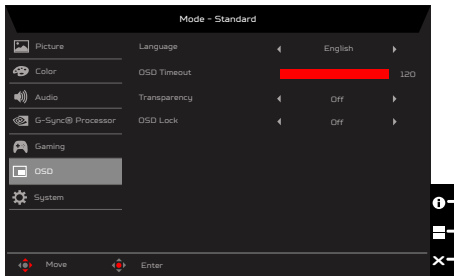 Mode - Standard
Picture
Language English
Color
OSD Timeout 120
Audio
Transparency Off
G-Sync® Processor
OSD Lock Off
Gaming
OSD
System
Move Enter